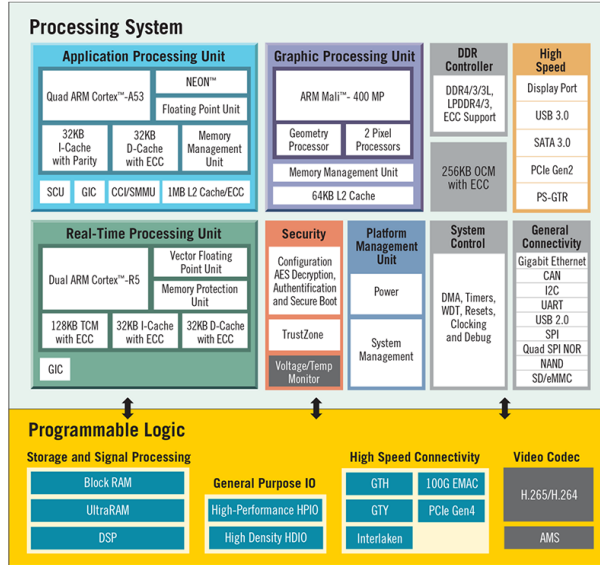 Processing System
Application Processing Unit
Quad ARM Cortex™-A53
NEON™
Floating Point Unit
32KB
I-Cache
with Parity
32KB
D-Cache
with ECC
Memory
Management
Unit
SCU
GIC
CCI/SMMU
1MB L2 Cache/ECC
Graphic Processing Unit
ARM Mali™- 400 MP
Geometry
Processor
2 Pixel
Processors
Memory Management Unit
64KB L2 Cache
DDR
Controller
DDR4/3/3L,
LPDDR4/3,
ECC Support
256KB OCM
with ECC
High
Speed
Display Port
USB 3.0
SATA 3.0
PCIe Gen2
PS-GTR
Real-Time Processing Unit
Dual ARM Cortex™-R5
Vector Floating
Point Unit
Memory Protection
Unit
128KB TCM
with ECC
32KB I-Cache
with ECC
32KB D-Cache
with ECC
GIC
Security
Configuration
AES Decryption,
Authentification
and Secure Boot
TrustZone
Voltage/Temp
Monitor
Platform
Management
Unit
Power
System
Management
System
Control
DMA, Timers,
WDT, Resets,
Clocking
and Debug
General
Connectivity
Gigabit Ethernet
CAN
I2C
UART
USB 2.0
SPI
Quad SPI NOR
NAND
SD/eMMC
Programmable Logic
Storage and Signal Processing
Block RAM
UltraRAM
DSP
General Purpose IO
High-Performance HPIO
High Density HDIO
High Speed Connectivity
GTH
100G EMAC
GTY
PCIe Gen4
Interlaken
Video Codec
H.265/H.264
AMS